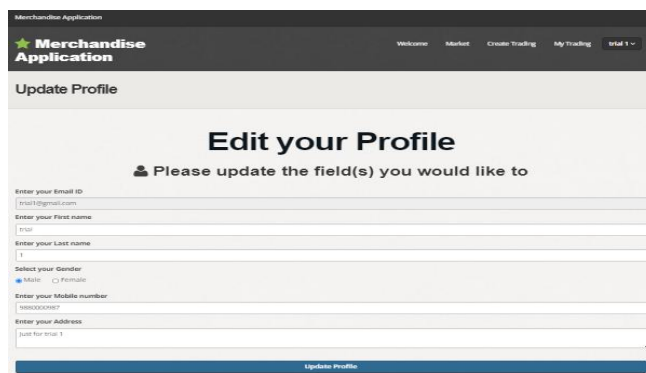 Merchandise Application
Merchandise
Application
Welcome Market Create Trading My Trading trial 1
Update Profile
Edit your Profile
Please update the field(s) you would like to
Enter your Email ID
trial1@gmail.com
Enter your First name
trial
Enter your Last name
1
Select your Gender
Male Female
Enter your Mobile number
Enter your Address
just for trial 1
Update Profile